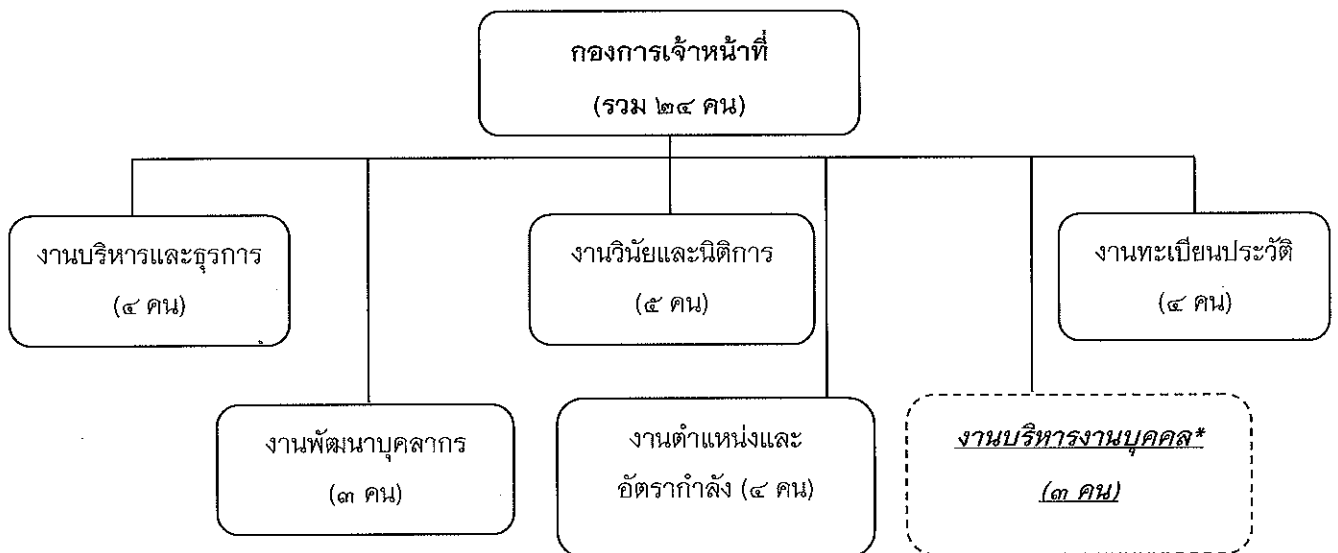 กองการเจ้าหน้าที่
(รวม ๒๔ คน)
งานบริหารและธุรการ
(๔ คน)
งานวินัยและนิติการ
(๕ คน)
งานทะเบียนประวัติ
(๔ คน)
งานพัฒนาบุคลากร
(๓ คน)
งานตำแหน่งและ
อัตรากำลัง (๔ คน)
งานบริหารงานบุคคล*
(๓ คน)